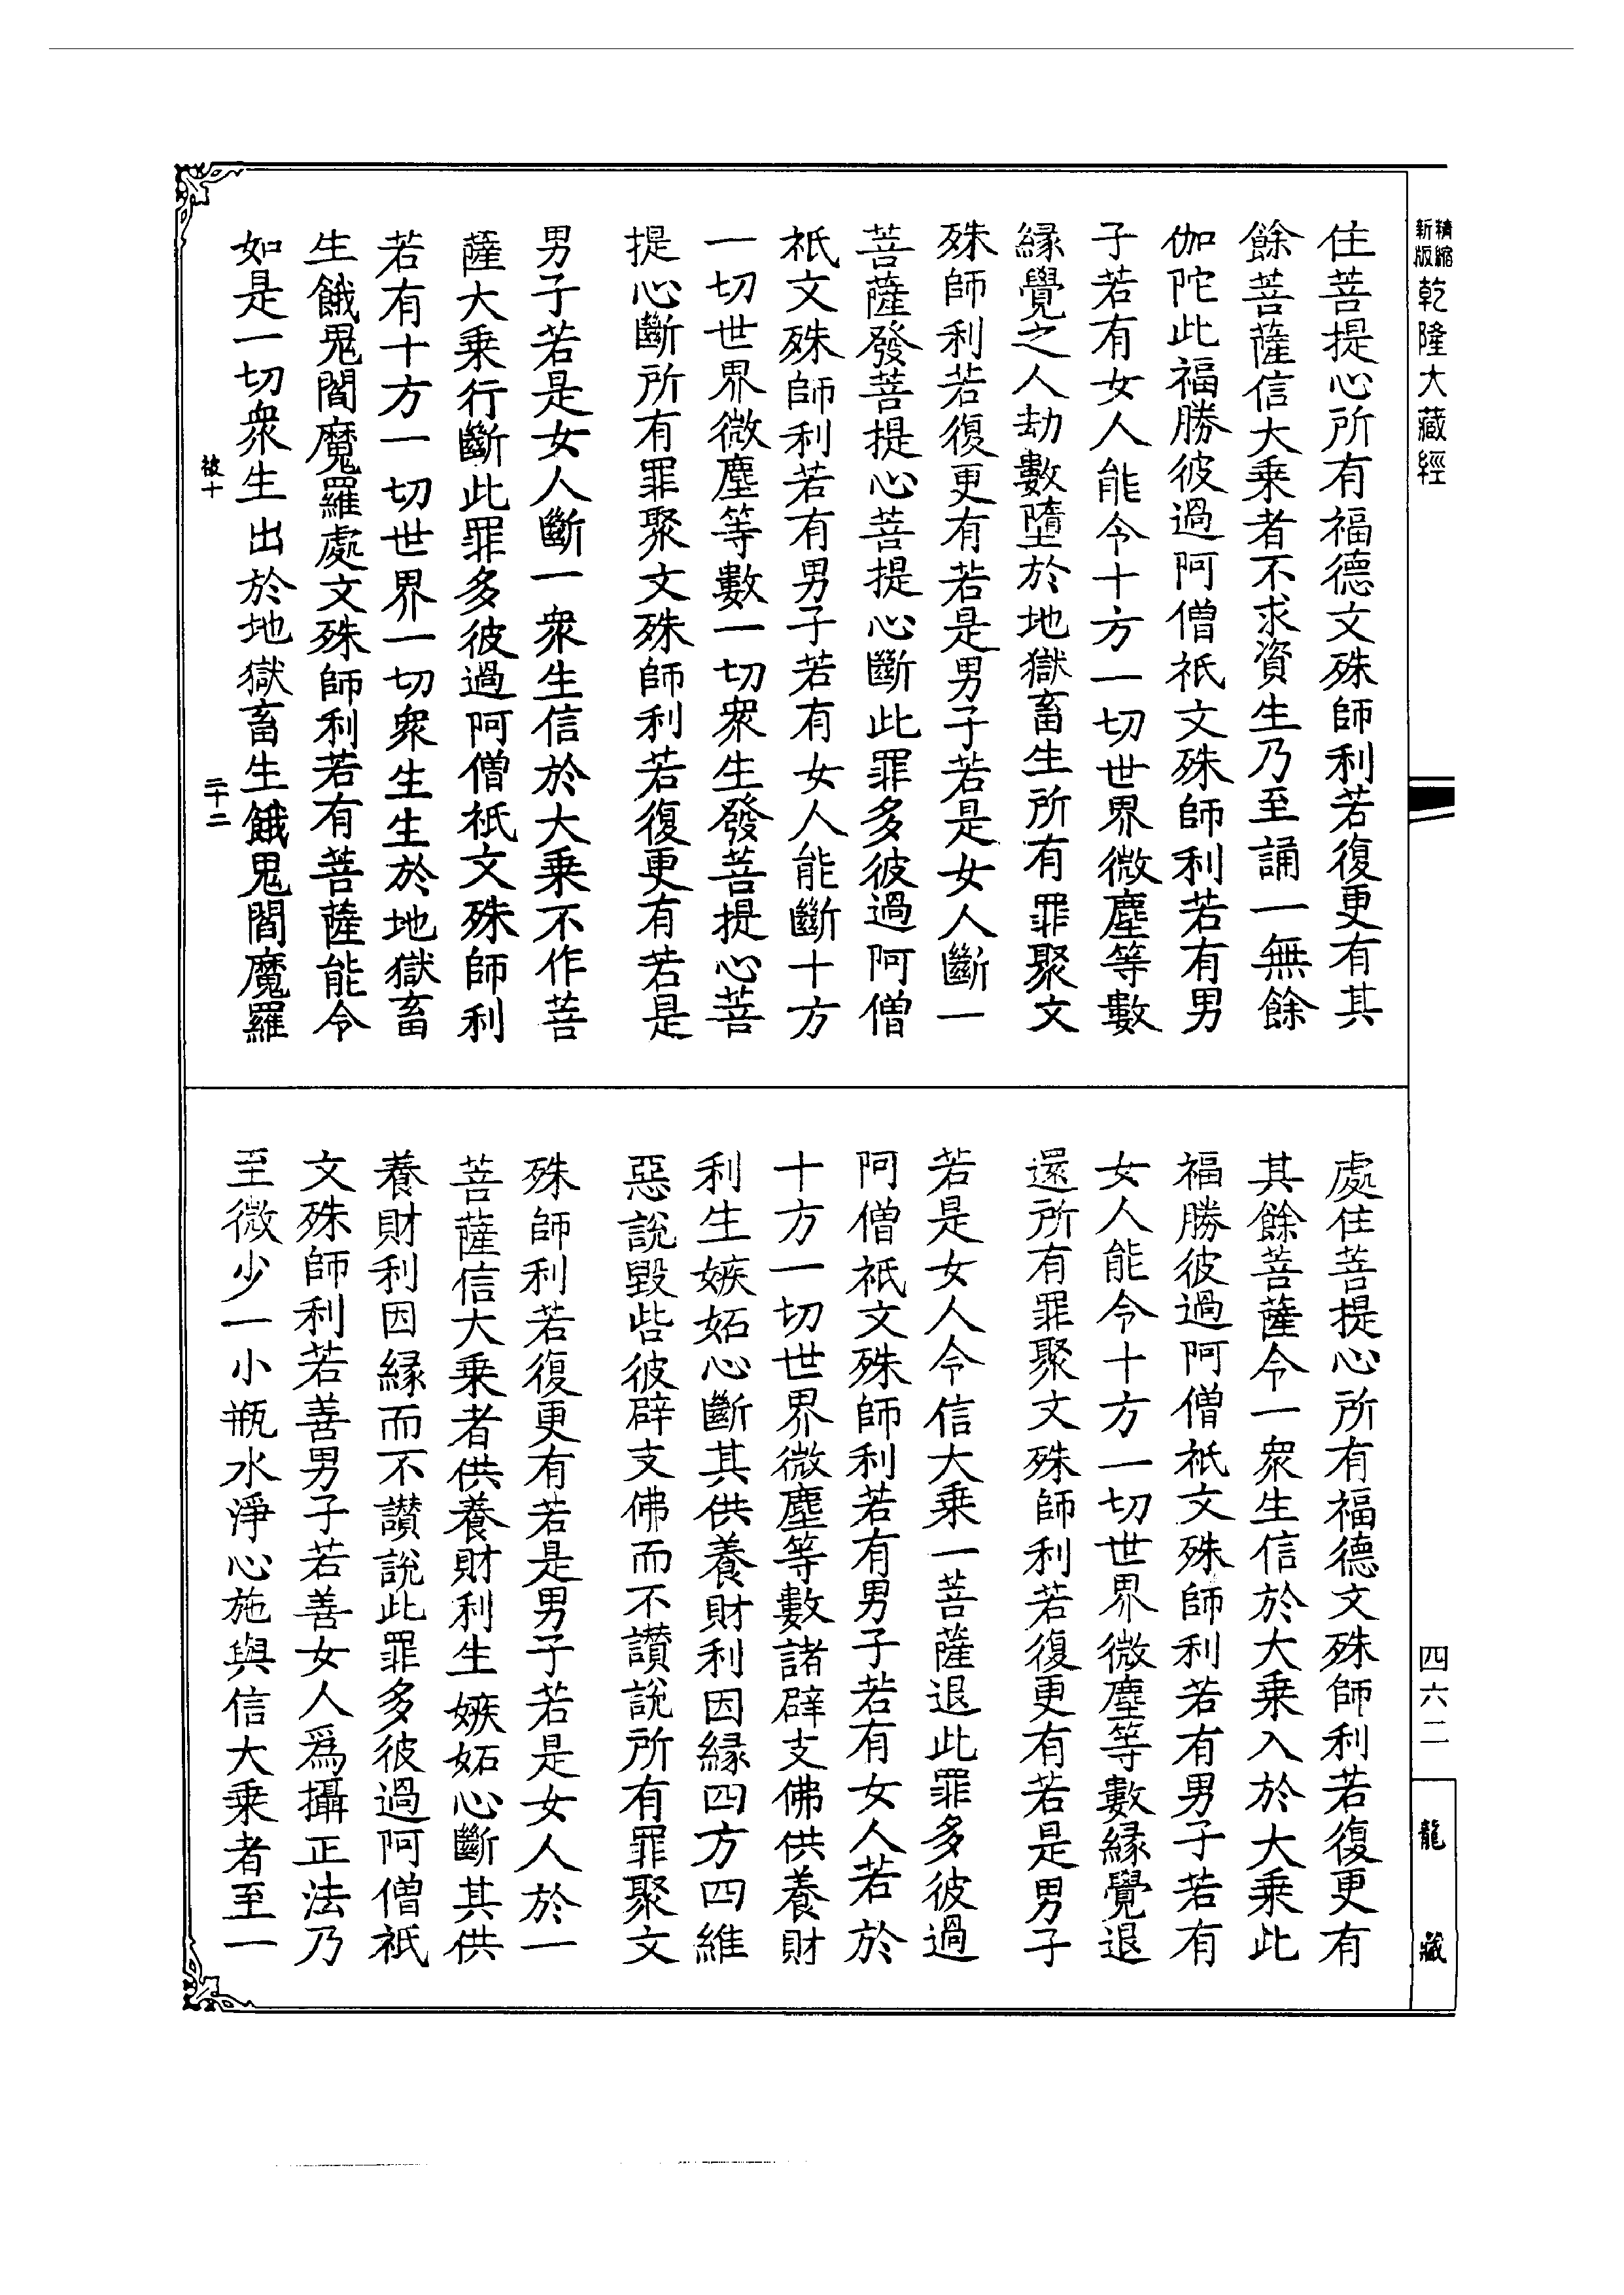 精縮新版乾隆大藏經
住菩提心所有福德文殊師利若復更有其
餘菩薩信大乘者不求資生乃至誦一無餘
伽陀此福勝彼過阿僧祇文殊師利若有男
子若有女人能令十方一切世界微塵等數
緣覺之人劫數墮於地獄畜生所有罪聚文
殊師利若復更有若是男子若是女人斷一
菩薩發菩提心菩提心斷此罪多彼過阿僧
祇文殊師利若有男子若有女人能斷十方
一切世界微塵等數一切衆生發菩提心菩
提心斷所有罪聚文殊師利若復更有若是
男子若是女人斷一衆生信於大乘不作菩
薩大乘行斷此罪多彼過阿僧祇文殊師利
若有十方一切世界一切衆生生於地獄畜
生餓鬼閻魔羅處文殊師利若有菩薩能令
如是一切衆生出於地獄畜生餓鬼閻魔羅
彼十
三十二
處住菩提心所有福德文殊師利若復更有
其餘菩薩令一衆生信於大乘入於大乘此
福勝彼過阿僧祇文殊師利若有男子若有
女人能令十方一切世界微塵等數緣覺退
還所有罪聚文殊師利若復更有若是男子
若是女人令信大乘一菩薩退此罪多彼過
阿僧祇文殊師利若有男子若有女人若於
十方一切世界微塵等數諸辟支佛供養財
利生嫉妬心斷其供養財利因緣四方四維
惡說毀呰彼辟支佛而不讚說所有罪聚文
殊師利若復更有若是男子若是女人於一
菩薩信大乘者供養財利生嫉妬心斷其供
養財利因緣而不讚說此罪多彼過阿僧祇
文殊師利若善男子若善女人爲攝正法乃
至微少一小瓶水淨心施與信大乘者至一
四六二
龍藏